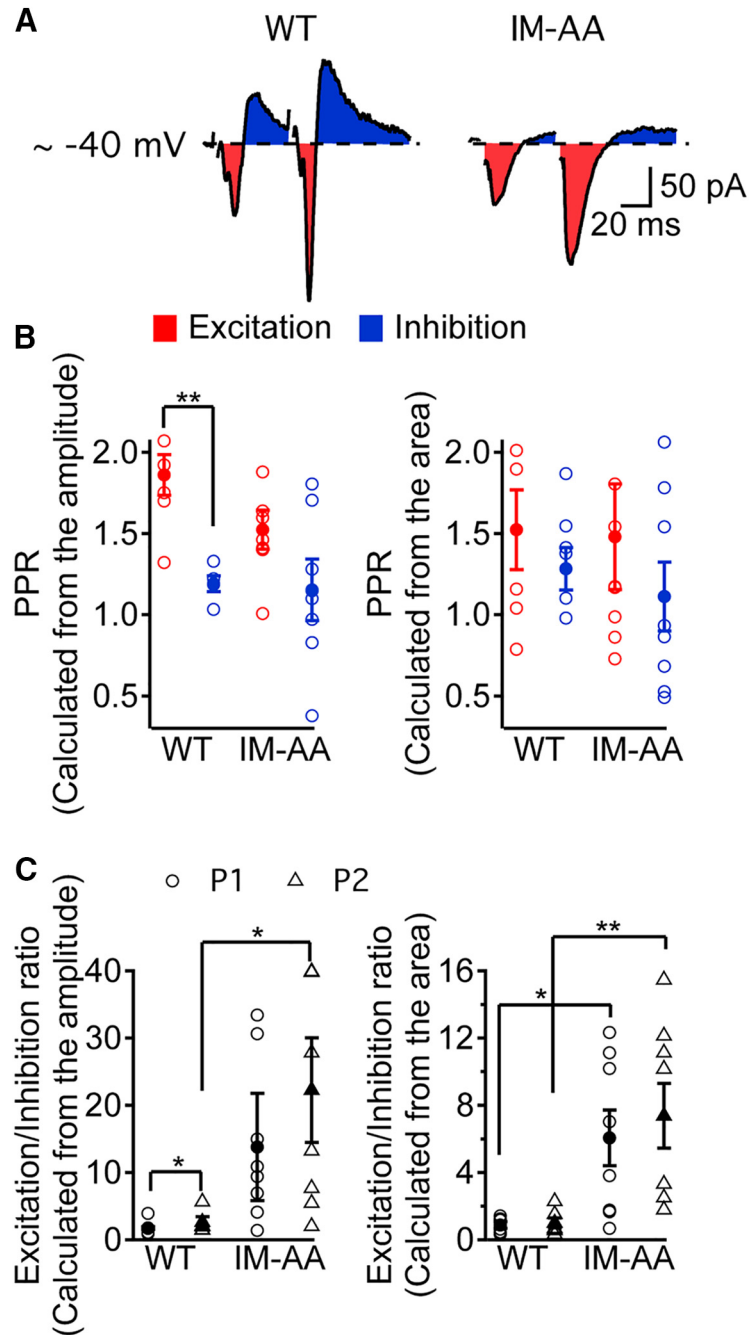 A
WT
IM-AA
~ -40 mV
50 pA
20 ms
B
Excitation
Inhibition
PPR
(Calculated from the amplitude)
**
2.0
1.5
1.0
0.5
WT
IM-AA
PPR
(Calculated from the area)
2.0
1.5
1.0
0.5
WT
IM-AA
C
P1
P2
Excitation/Inhibition ratio
(Calculated from the amplitude)
*
*
40
30
20
10
0
WT
IM-AA
Excitation/Inhibition ratio
(Calculated from the area)
**
*
16
12
8
4
0
WT
IM-AA